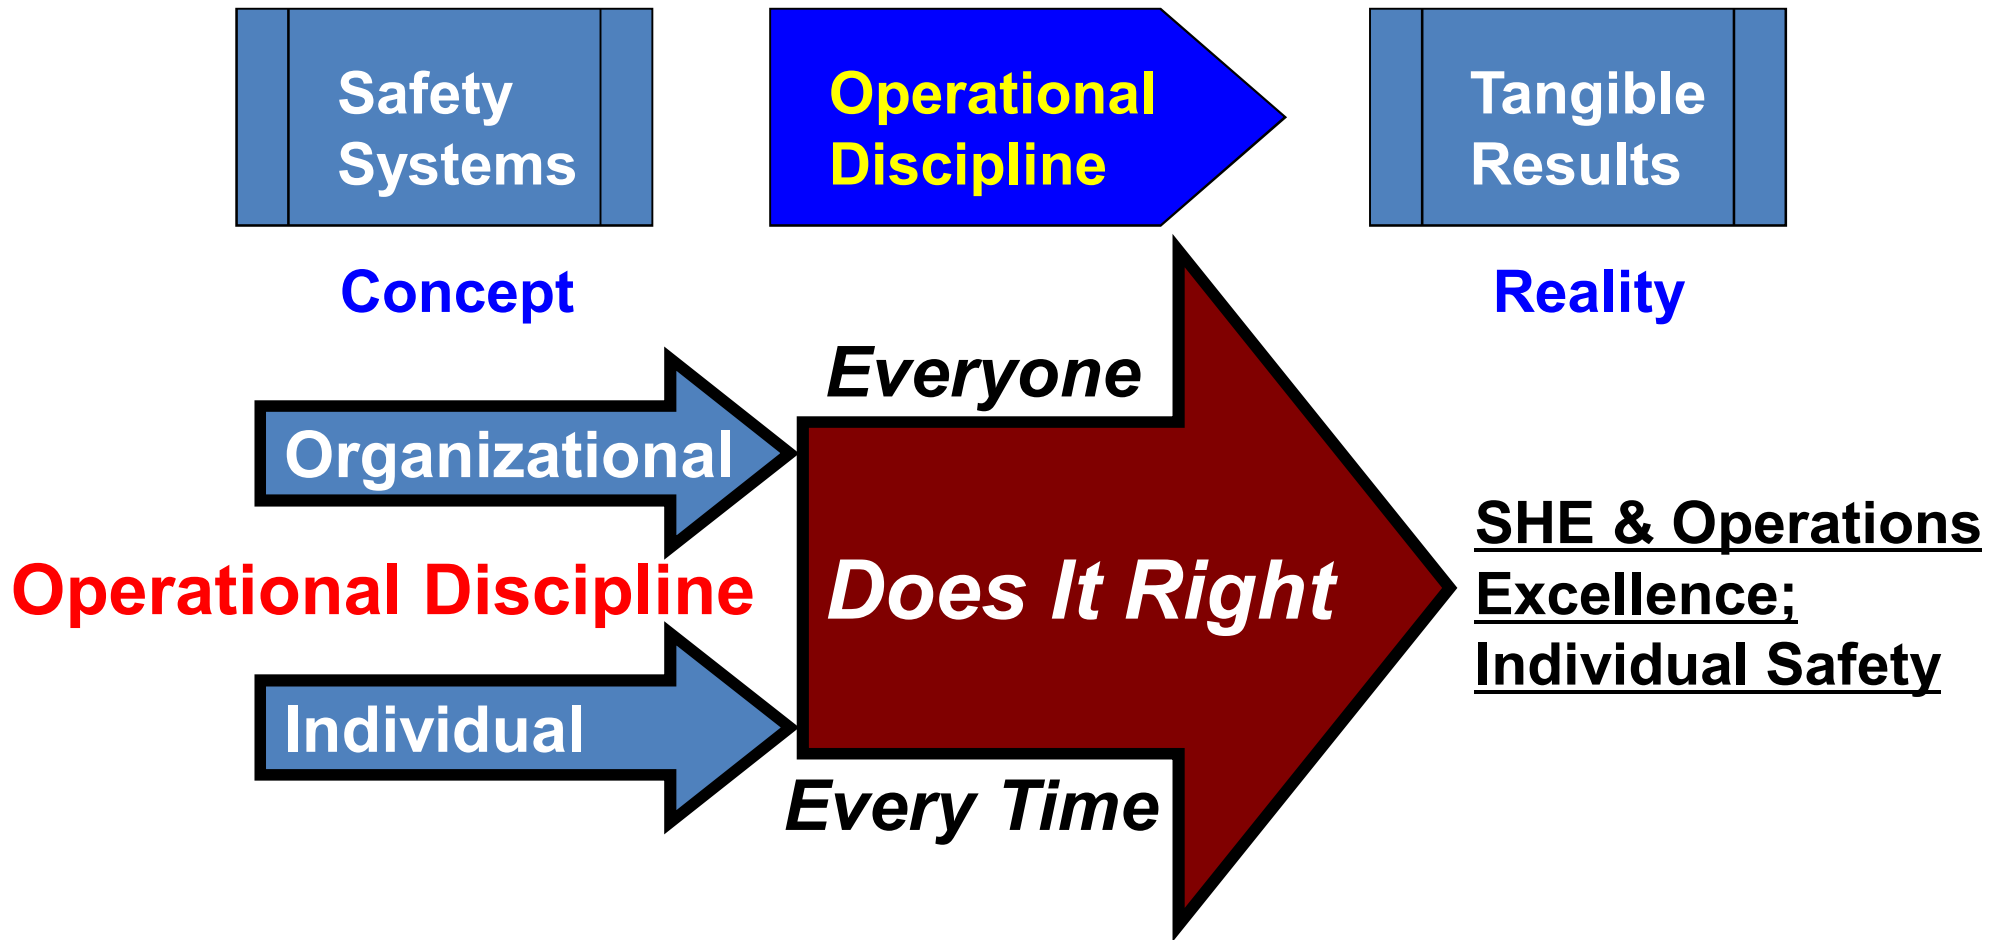 Safety
Systems
Operational
Discipline
Tangible
Results
Concept
Reality
Everyone
Organizational
Operational Discipline
Does It Right
Individual
Every Time
SHE & Operations
Excellence;
Individual Safety